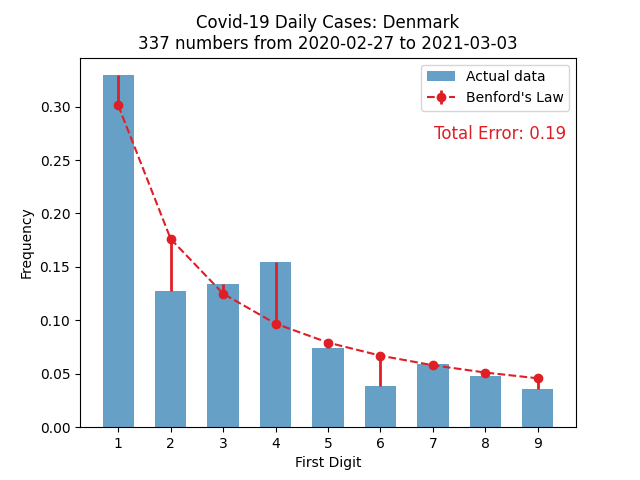 Covid-19 Daily Cases: Denmark
337 numbers from 2020-02-27 to 2021-03-03
Actual data
Benford's Law
Total Error: 0.19
Frequency
0.30
0.25
0.20
0.15
0.10
0.05
0.00
1 2 3 4 5 6 7 8 9
First Digit